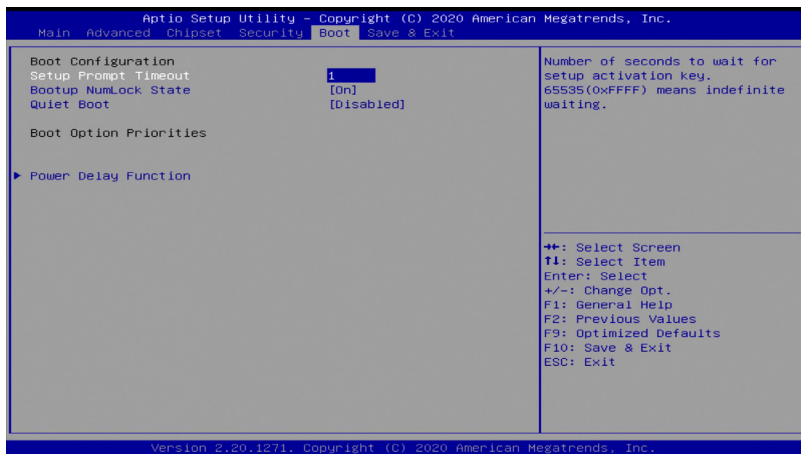 Aptio Setup Utility – Copyright (C) 2020 American Megatrends, Inc.
Main Advanced Chipset Security Boot Save & Exit
Boot Configuration
Setup Prompt Timeout 1
Bootup NumLock State [On]
Quiet Boot [Disabled]
Boot Option Priorities
▶ Power Delay Function
Number of seconds to wait for
setup activation key.
65535(0xFFFF) means indefinite
waiting.
→←: Select Screen
↑↓: Select Item
Enter: Select
+/-: Change Opt.
F1: General Help
F2: Previous Values
F9: Optimized Defaults
F10: Save & Exit
ESC: Exit
Version 2.20.1271. Copyright (C) 2020 American Megatrends, Inc.